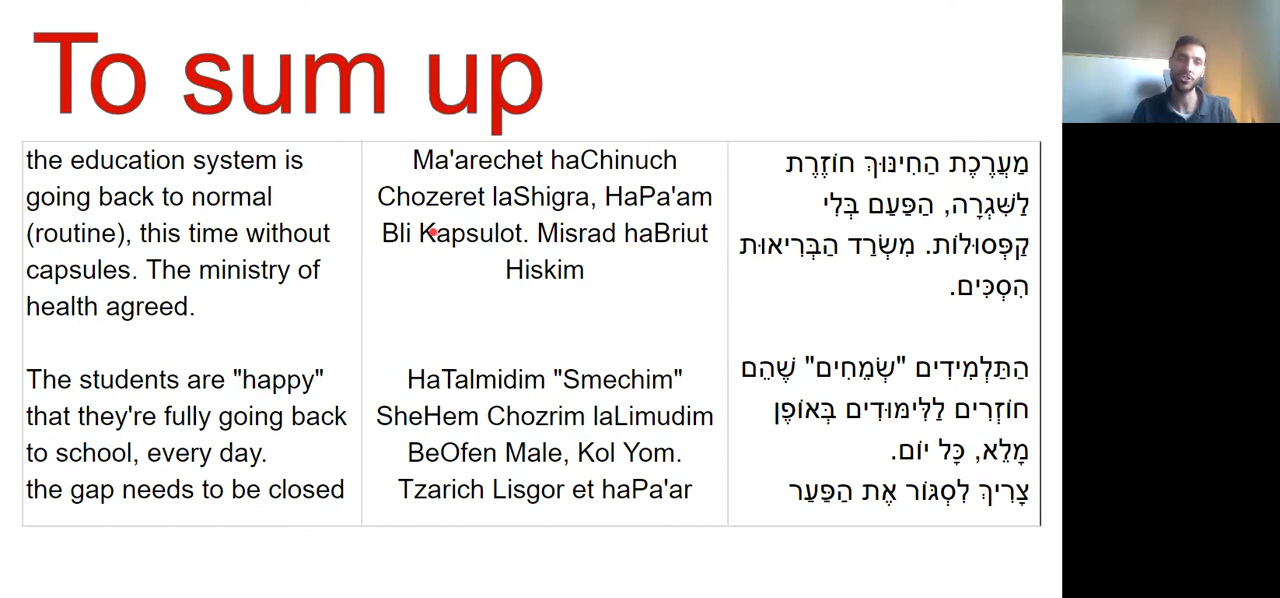 To sum up
the education system is
going back to normal
(routine), this time without
capsules. The ministry of
health agreed.
The students are "happy"
that they're fully going back
to school, every day.
the gap needs to be closed
Ma'arechet haChinuch
Chozeret laShigra, HaPa'am
Bli Kapsulot. Misrad haBriut
Hiskim
HaTalmidim "Smechim"
SheHem Chozrim laLimudim
BeOfen Male, Kol Yom.
Tzarich Lisgor et haPa'ar
מַעֲרֶכֶת הַחִינּוּךְ חוֹזֶרֶת
לַשִּׁגְרָה, הַפַּעַם בְּלִי
קַפְּסוּלוֹת. מִשְׂרַד הַבְּרִיאוּת
הִסְכִּים.
הַתַּלְמִידִים "שְׂמֵחִים" שֶׁהֵם
חוֹזְרִים לַלִּימּוּדִים בְּאוֹפֶן
מָלֵא, כָּל יוֹם.
צָרִיךְ לִסְגּוֹר אֶת הַפַּעַר